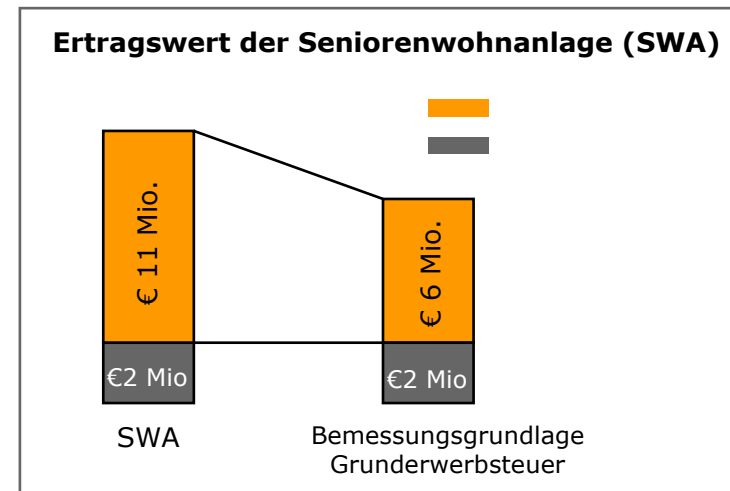 Ertragswert der Seniorenwohnanlage (SWA)
€ 11 Mio.
€ 6 Mio.
€2 Mio
€2 Mio
SWA
Bemessungsgrundlage
Grunderwerbsteuer